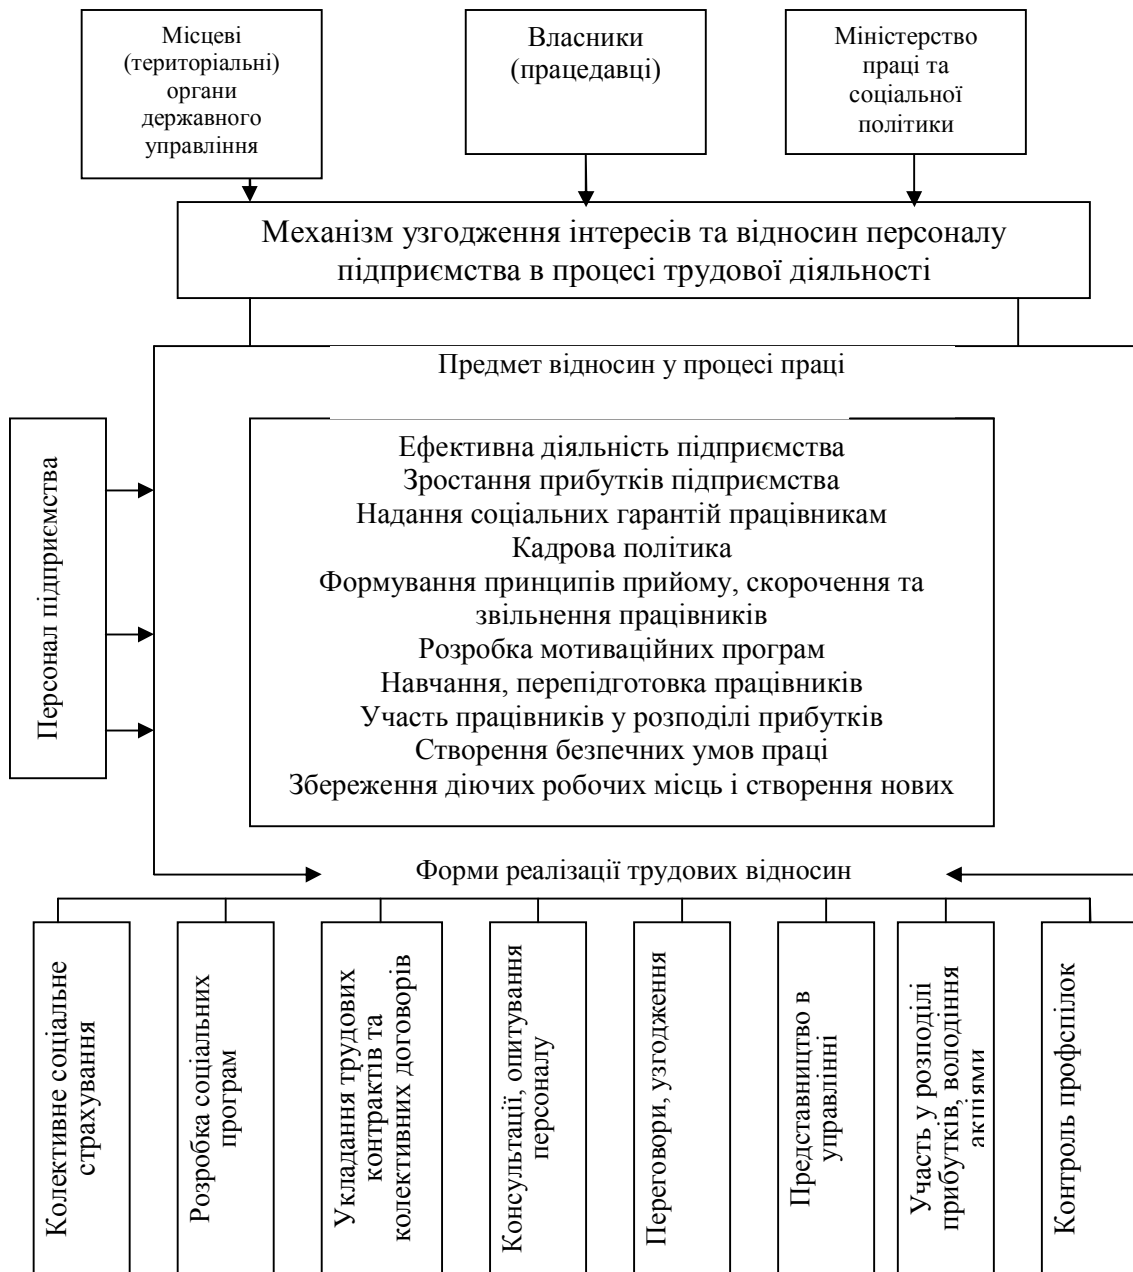 Місцеві
(територіальні)
органи
державного
управління
Власники
(працедавці)
Міністерство
праці та
соціальної
політики
Механізм узгодження інтересів та відносин персоналу
підприємства в процесі трудової діяльності
Предмет відносин у процесі праці
Персонал підприємства
Ефективна діяльність підприємства
Зростання прибутків підприємства
Надання соціальних гарантій працівникам
Кадрова політика
Формування принципів прийому, скорочення та
звільнення працівників
Розробка мотиваційних програм
Навчання, перепідготовка працівників
Участь працівників у розподілі прибутків
Створення безпечних умов праці
Збереження діючих робочих місць і створення нових
Форми реалізації трудових відносин
Колективне соціальне
страхування
Розробка соціальних
програм
Укладання трудових
контрактів та
колективних договорів
Консультації, опитування
персоналу
Переговори, узгодження
Представництво в
управлінні
Участь у розподілі
прибутків, володіння
акціями
Контроль профспілок